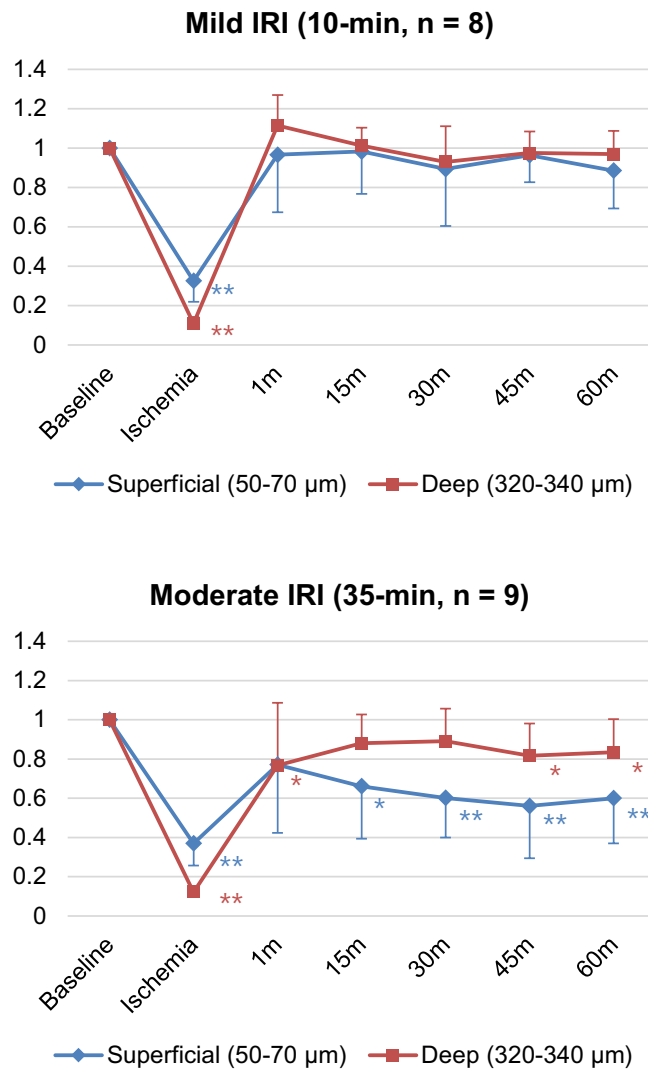 Mild IRI (10-min, n = 8)
1.4
1.2
1
0.8
0.6
0.4
0.2
0
**
**
Baseline
Ischemia
1m
15m
30m
45m
60m
Superficial (50-70 μm)
Deep (320-340 μm)
Moderate IRI (35-min, n = 9)
1.4
1.2
1
0.8
0.6
0.4
0.2
0
**
**
*
*
**
*
**
*
**
Baseline
Ischemia
1m
15m
30m
45m
60m
Superficial (50-70 μm)
Deep (320-340 μm)